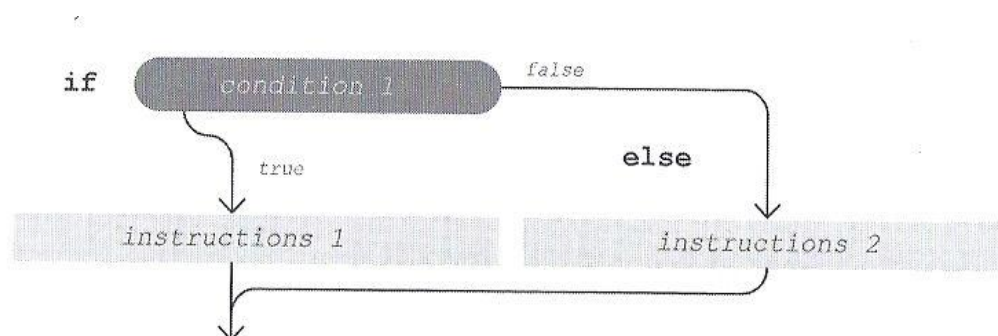 if condition 1 false
true else
instructions 1 instructions 2